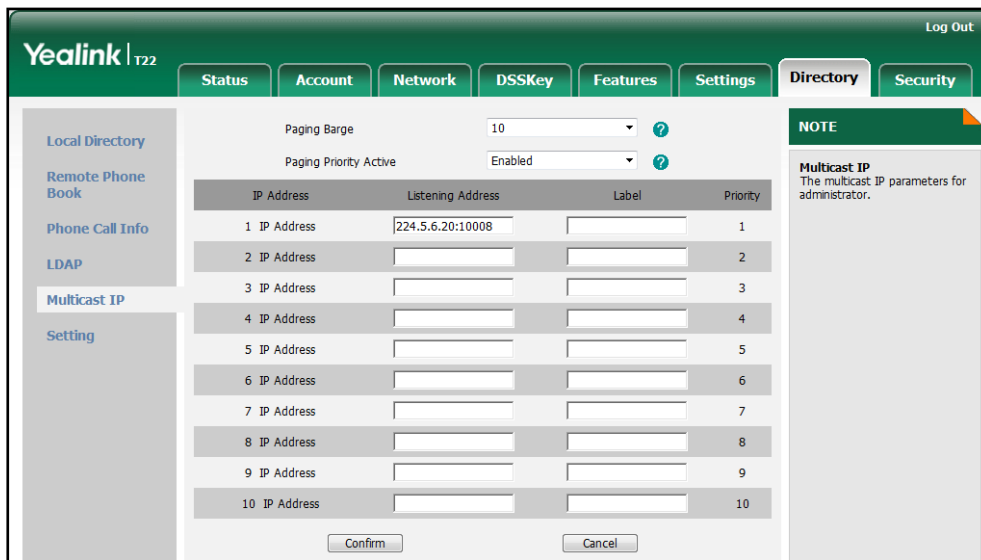 Log Out
Yealink | T22
Status Account Network DSSKey Features Settings Directory Security
Local Directory
Remote Phone
Book
Phone Call Info
LDAP
Multicast IP
Setting
Paging Barge 10 ?
Paging Priority Active Enabled ?
IP Address Listening Address Label Priority
1 IP Address 224.5.6.20:10008 1
2 IP Address 2
3 IP Address 3
4 IP Address 4
5 IP Address 5
6 IP Address 6
7 IP Address 7
8 IP Address 8
9 IP Address 9
10 IP Address 10
Confirm Cancel
NOTE
Multicast IP
The multicast IP parameters for
administrator.